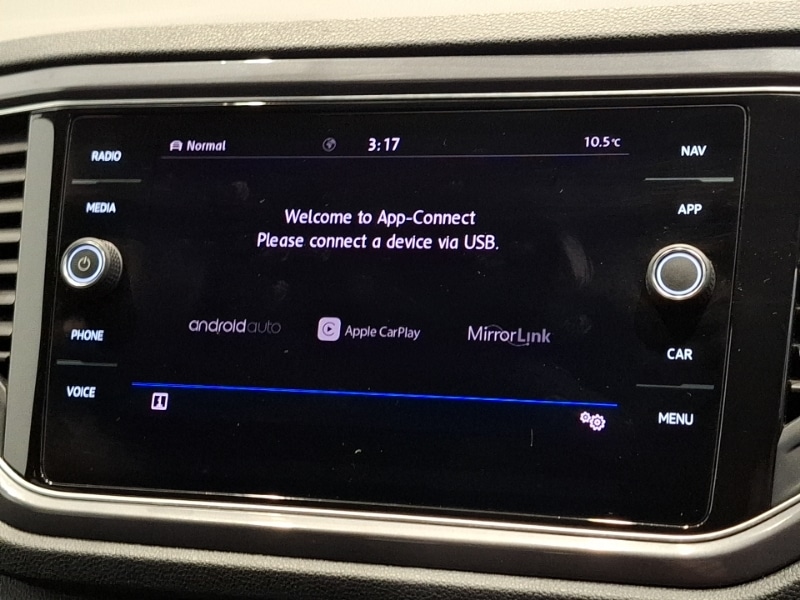 RADIO
MEDIA
PHONE
VOICE
Normal
3:17
10.5°C
Welcome to App-Connect
Please connect a device via USB.
androidauto
Apple CarPlay
MirrorLink
NAV
APP
CAR
MENU